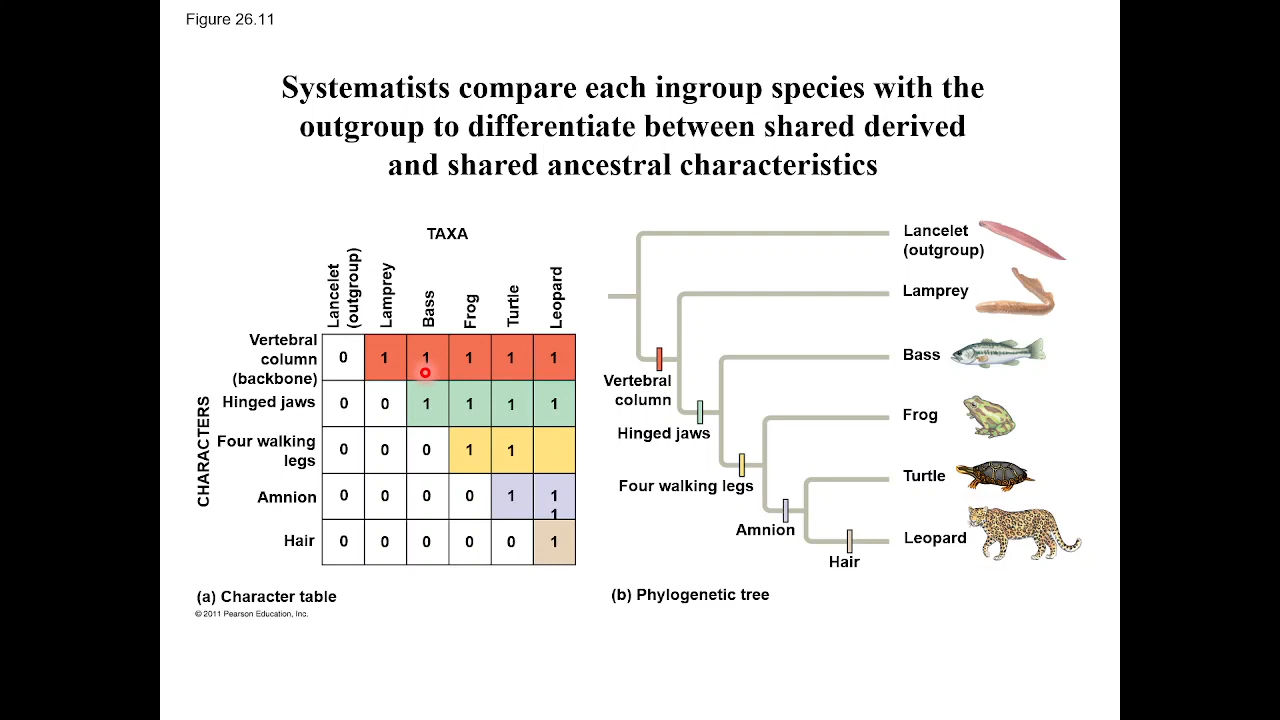 Figure 26.11
Systematists compare each ingroup species with the
outgroup to differentiate between shared derived
and shared ancestral characteristics
TAXA
Lancelet
(outgroup)
Lamprey
Bass
Frog
Turtle
Leopard
CHARACTERS
Vertebral
column
(backbone)
0 1 1 1 1 1
Hinged jaws
0 0 1 1 1 1
Four walking
legs
0 0 0 1 1
Amnion
0 0 0 0 1 1
1
Hair
0 0 0 0 0 1
(a) Character table
© 2011 Pearson Education, Inc.
Lancelet
(outgroup)
Lamprey
Bass
Frog
Turtle
Leopard
Vertebral
column
Hinged jaws
Four walking legs
Amnion
Hair
(b) Phylogenetic tree